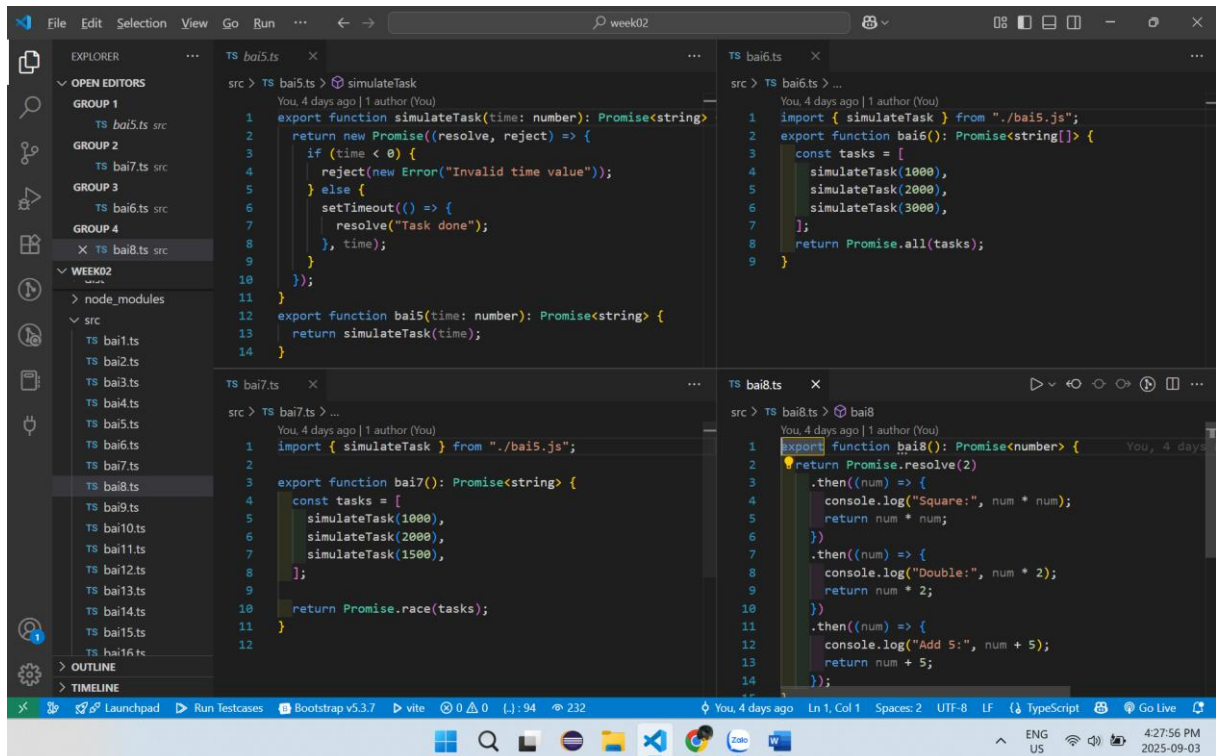 File Edit Selection View Go Run ... week02
EXPLORER ...
OPEN EDITORS
GROUP 1
TS bai5.ts src
GROUP 2
TS bai7.ts src
GROUP 3
TS bai6.ts src
GROUP 4
TS bai8.ts src
WEEK02
node_modules
src
TS bai1.ts
TS bai2.ts
TS bai3.ts
TS bai4.ts
TS bai5.ts
TS bai6.ts
TS bai7.ts
TS bai8.ts
TS bai9.ts
TS bai10.ts
TS bai11.ts
TS bai12.ts
TS bai13.ts
TS bai14.ts
TS bai15.ts
TS bai16.ts
OUTLINE
TIMELINE
TS bai5.ts ...
src > TS bai5.ts > simulateTask
You, 4 days ago | 1 author (You)
1 export function simulateTask(time: number): Promise<string>
2 return new Promise((resolve, reject) => {
3 if (time < 0) {
4 reject(new Error("Invalid time value"));
5 } else {
6 setTimeout(() => {
7 resolve("Task done");
8 }, time);
9 }
10 });
11 }
12 export function bai5(time: number): Promise<string> {
13 return simulateTask(time);
14 }
TS bai6.ts ...
src > TS bai6.ts > ...
You, 4 days ago | 1 author (You)
1 import { simulateTask } from "./bai5.js";
2 export function bai6(): Promise<string[]> {
3 const tasks = [
4 simulateTask(1000),
5 simulateTask(2000),
6 simulateTask(3000),
7 ];
8 return Promise.all(tasks);
9 }
TS bai7.ts ...
src > TS bai7.ts > ...
You, 4 days ago | 1 author (You)
1 import { simulateTask } from "./bai5.js";
2
3 export function bai7(): Promise<string> {
4 const tasks = [
5 simulateTask(1000),
6 simulateTask(2000),
7 simulateTask(1500),
8 ];
9
10 return Promise.race(tasks);
11 }
12
TS bai8.ts ...
src > TS bai8.ts > bai8
You, 4 days ago | 1 author (You)
1 export function bai8(): Promise<number> { You, 4 days
2 return Promise.resolve(2)
3 .then((num) => {
4 console.log("Square:", num * num);
5 return num * num;
6 })
7 .then((num) => {
8 console.log("Double:", num * 2);
9 return num * 2;
10 })
11 .then((num) => {
12 console.log("Add 5:", num + 5);
13 return num + 5;
14 });
Launchpad Run Testcases Bootstrap v5.3.7 vite 0 0 {..} : 94 232 You, 4 days ago Ln 1, Col 1 Spaces: 2 UTF-8 LF TypeScript Go Live
Zalo ENG US 4:27:56 PM 2025-09-03